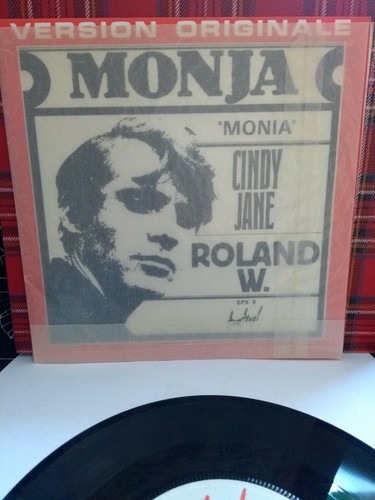 VERSION ORIGINALE
MONJA
"MONIA"
CINDY
JANE
ROLAND
W.